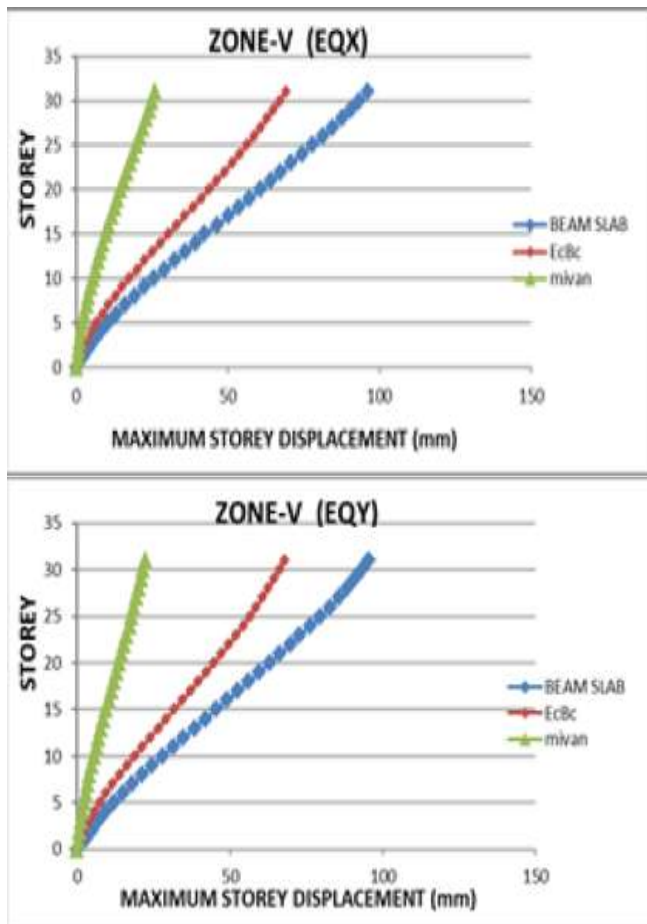 ZONE-V (EQX)
35
30
25
20
15
10
5
0
STOREY
0 50 100 150
MAXIMUM STOREY DISPLACEMENT (mm)
BEAM SLAB
EcBc
mivan
ZONE-V (EQY)
35
30
25
20
15
10
5
0
STOREY
0 50 100 150
MAXIMUM STOREY DISPLACEMENT (mm)
BEAM SLAB
EcBc
mivan